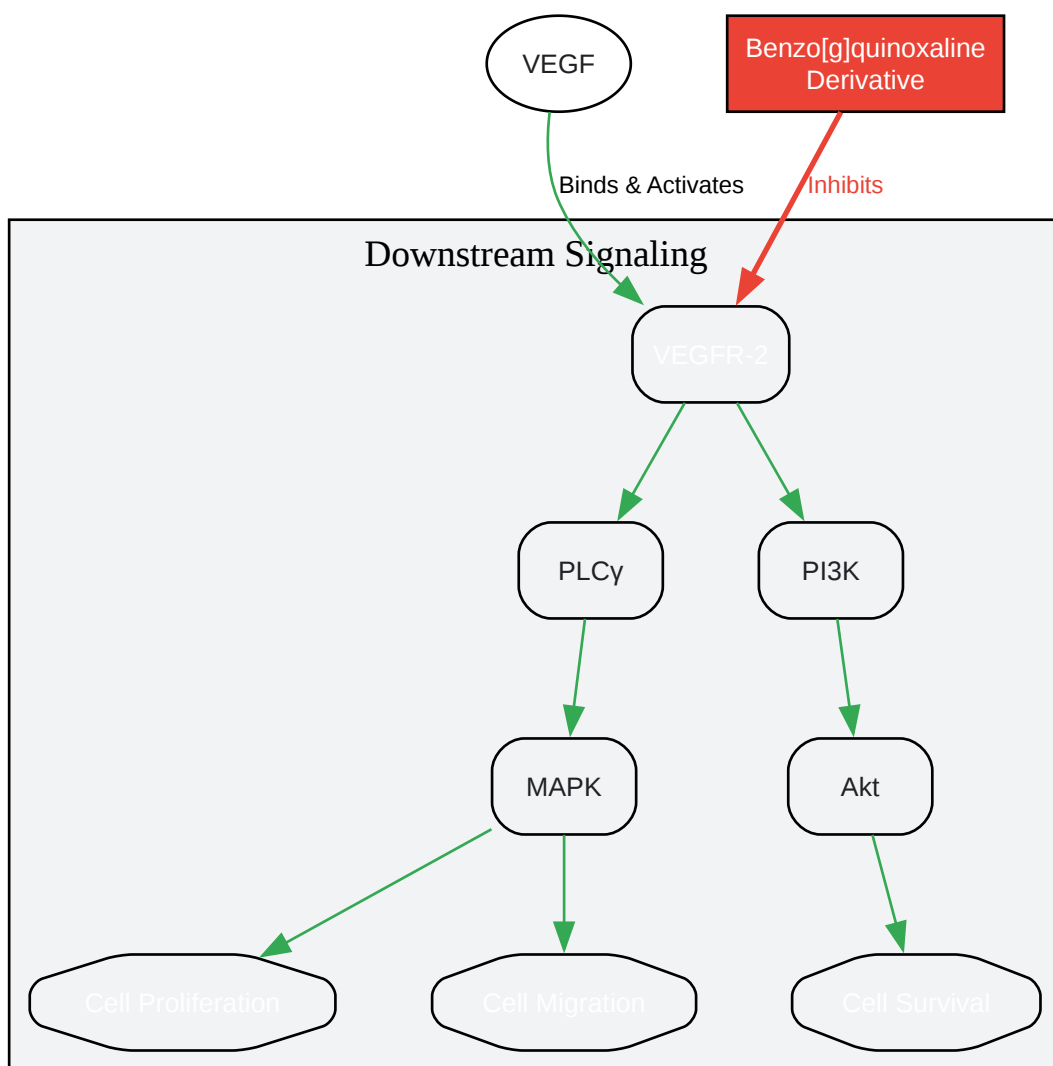 VEGF
Benzo[g]quinoxaline
Derivative
Binds & Activates
Inhibits
Downstream Signaling
VEGFR-2
PLCγ
PI3K
MAPK
Akt
Cell Proliferation
Cell Migration
Cell Survival